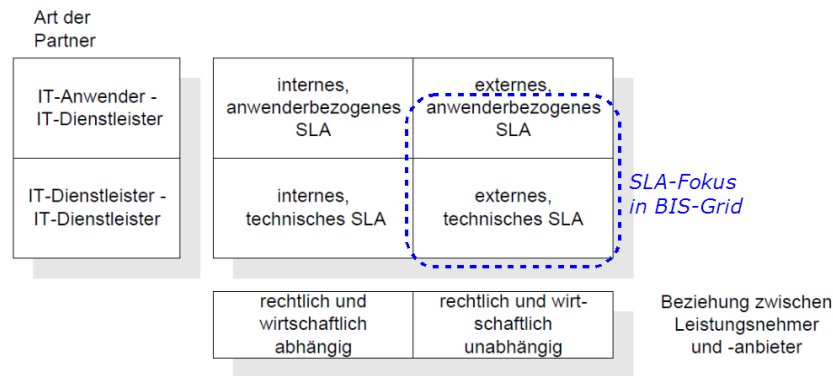 Art der
Partner
IT-Anwender -
IT-Dienstleister
internes,
anwenderbezogenes
SLA
externes,
anwenderbezogenes
SLA
IT-Dienstleister -
IT-Dienstleister
internes,
technisches SLA
externes,
technisches SLA
SLA-Fokus
in BIS-Grid
rechtlich und
wirtschaftlich
abhängig
rechtlich und wirt-
schaftlich
unabhängig
Beziehung zwischen
Leistungsnehmer
und -anbieter